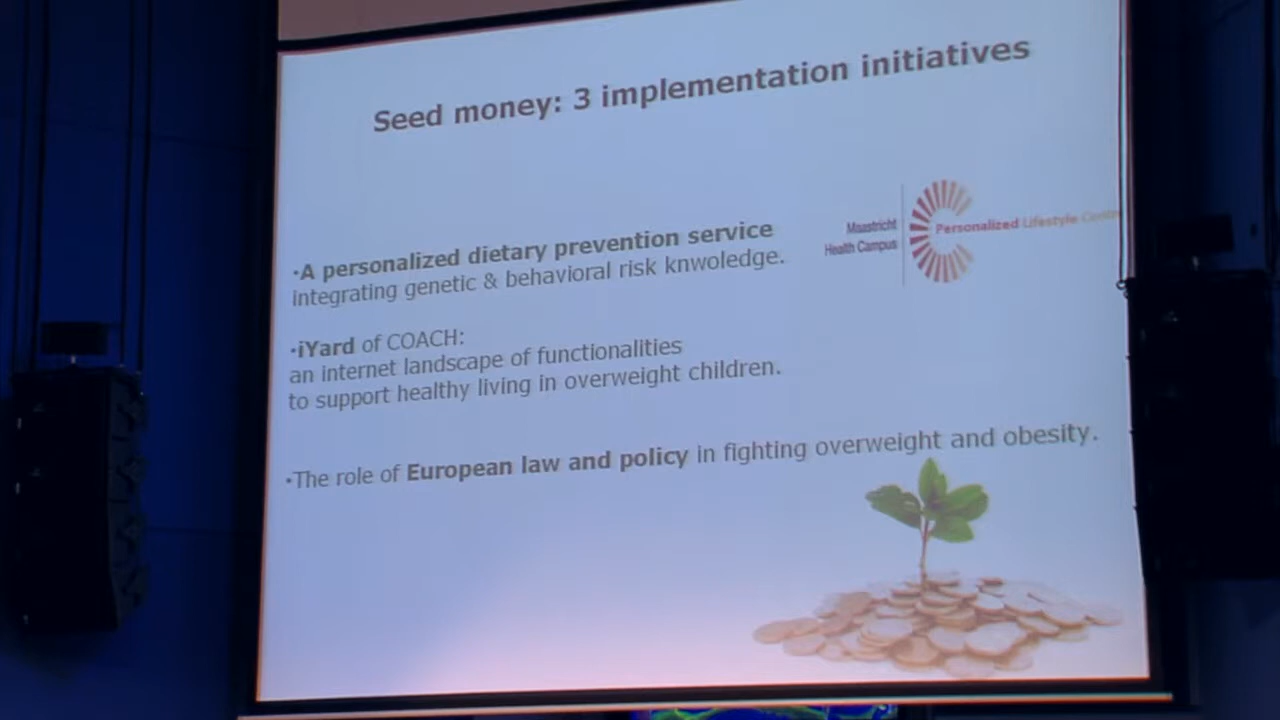 Seed money: 3 implementation initiatives
Maastricht
Health Campus
Personalized Lifestyle Centre
•A personalized dietary prevention service
integrating genetic & behavioral risk knwoledge.
•iYard of COACH:
an internet landscape of functionalities
to support healthy living in overweight children.
•The role of European law and policy in fighting overweight and obesity.